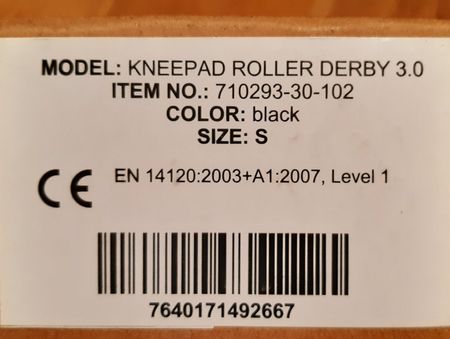 MODEL: KNEEPAD ROLLER DERBY 3.0
ITEM NO.: 710293-30-102
COLOR: black
SIZE: S
CE EN 14120:2003+A1:2007, Level 1
7640171492667